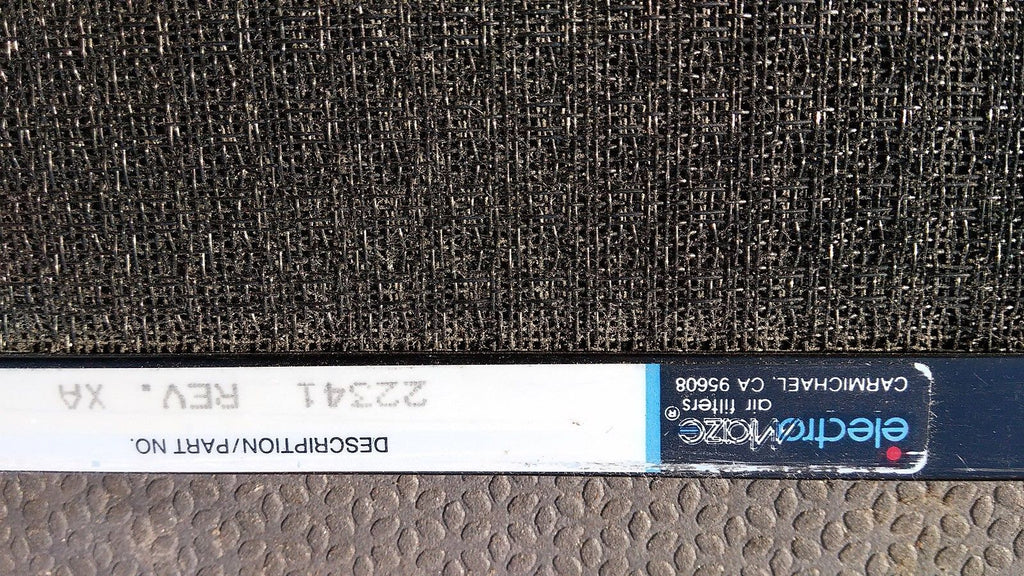 electromaze®
air filters
CARMICHAEL, CA 95608
DESCRIPTION/PART NO.
22341 REV. XA